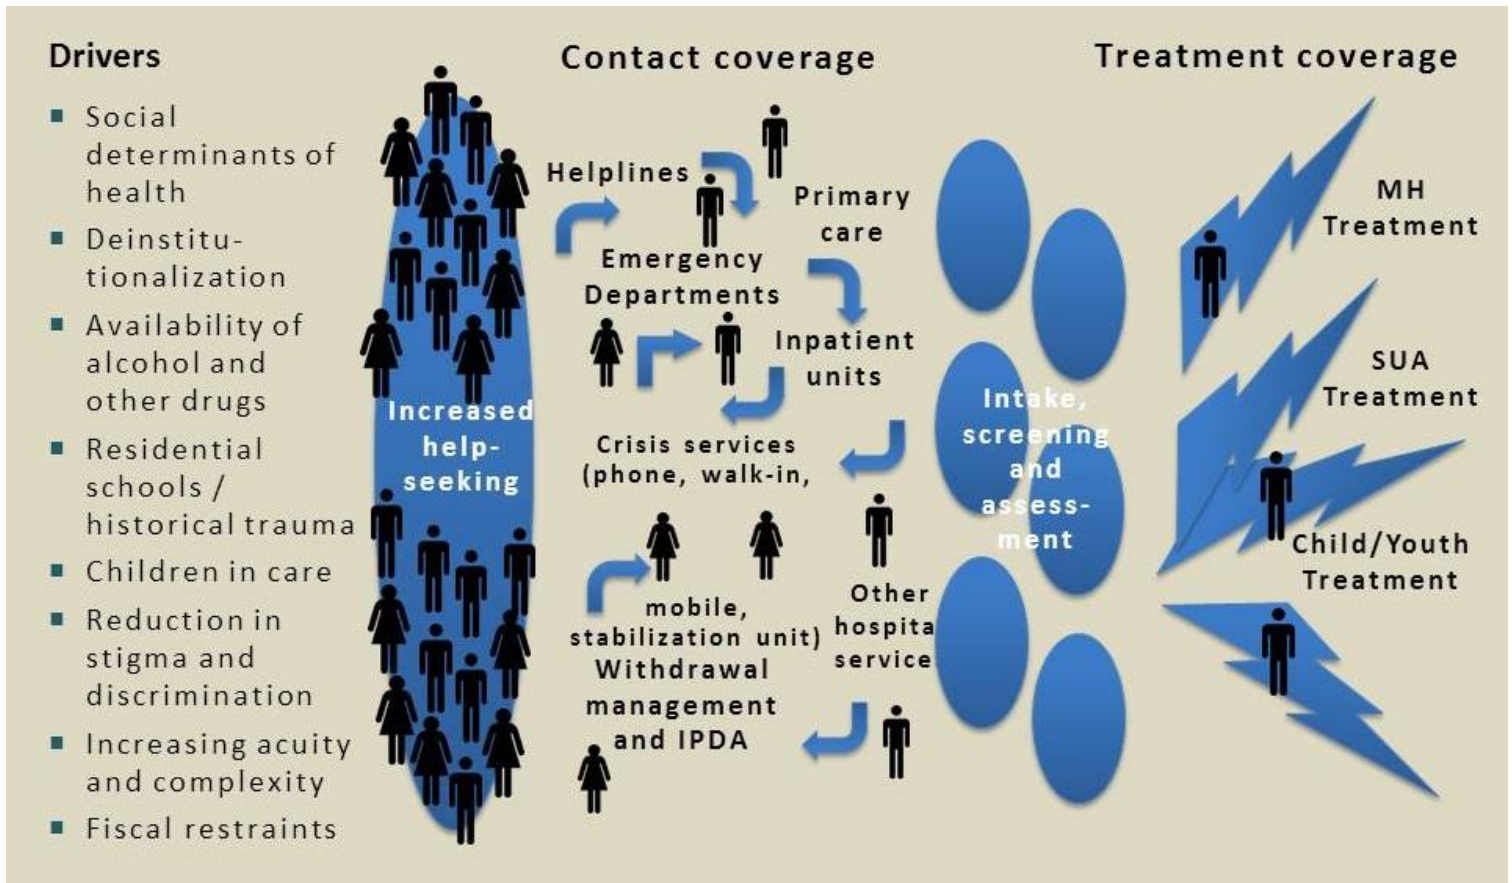 Drivers
Social
determinants of
health
Deinstitu-
tionalization
Availability of
alcohol and
other drugs
Residential
schools /
historical trauma
Children in care
Reduction in
stigma and
discrimination
Increasing acuity
and complexity
Fiscal restraints
Increased
help-
seeking
Contact coverage
Helplines
Primary
care
Emergency
Departments
Inpatient
units
Crisis services
(phone, walk-in,
mobile,
stabilization unit)
Other
hospita
service
Withdrawal
management
and IPDA
Intake,
screening
and
assess-
ment
Treatment coverage
MH
Treatment
SUA
Treatment
Child/Youth
Treatment